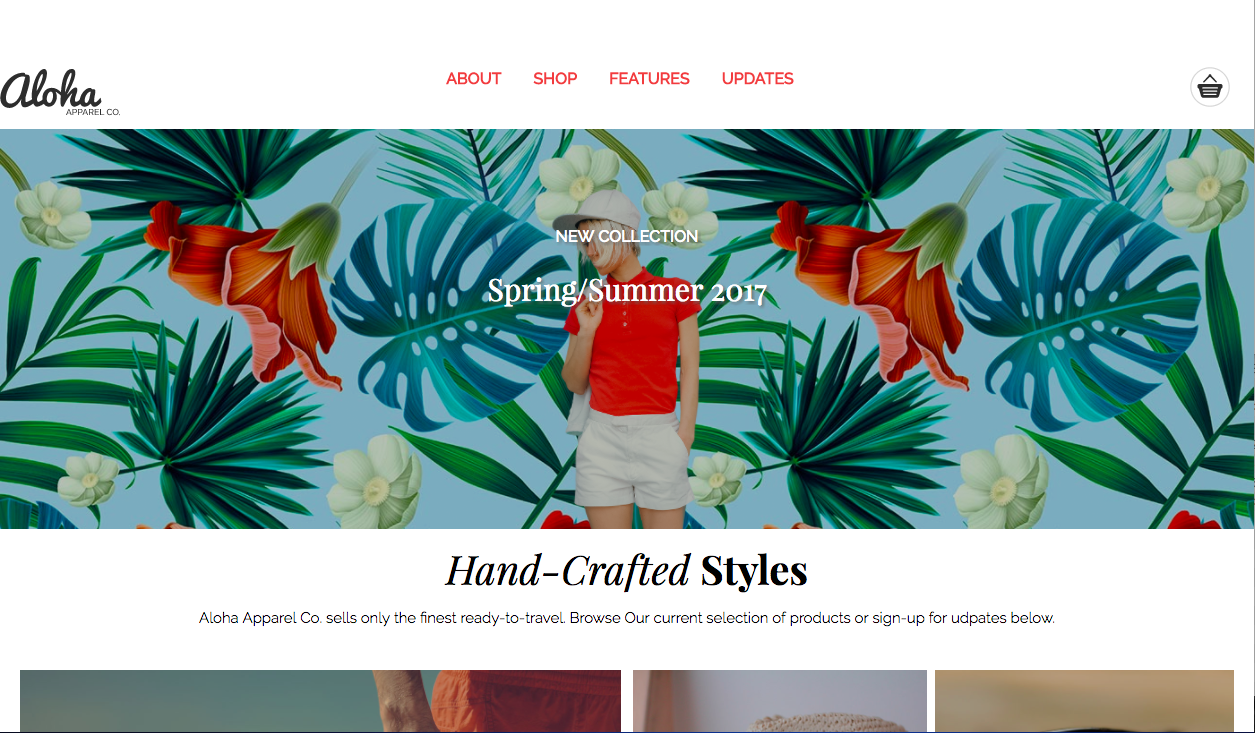 Aloha
APPAREL CO.
ABOUT SHOP FEATURES UPDATES
NEW COLLECTION
Spring/Summer 2017
Hand-Crafted Styles
Aloha Apparel Co. sells only the finest ready-to-travel. Browse Our current selection of products or sign-up for udpates below.